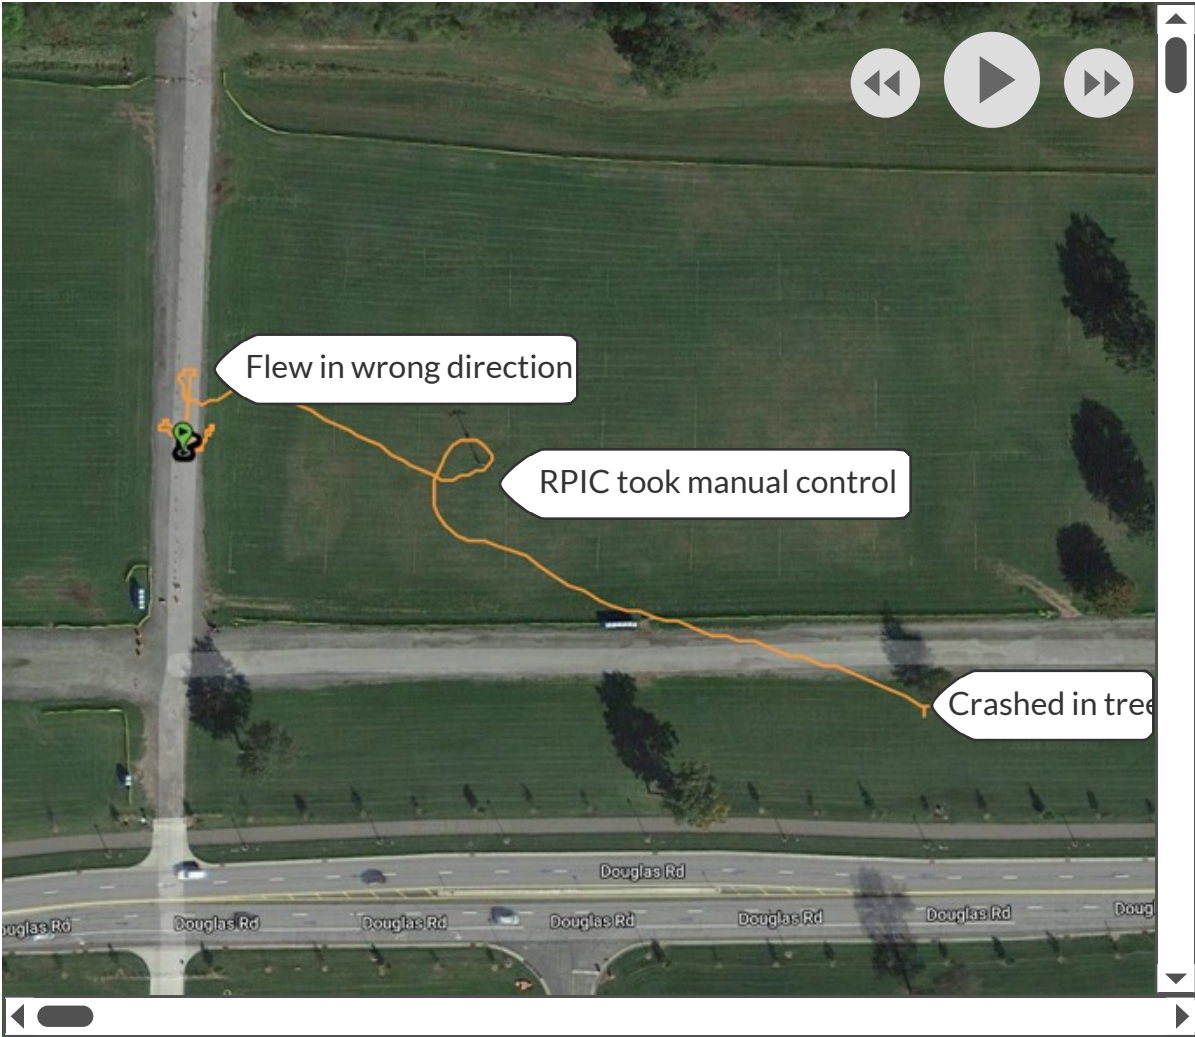 Flew in wrong direction
RPIC took manual control
Crashed in tree
Douglas Rd
ouglas Rd
Douglas Rd
Douglas Rd
Douglas Rd
Douglas Rd
Douglas Rd
Doug